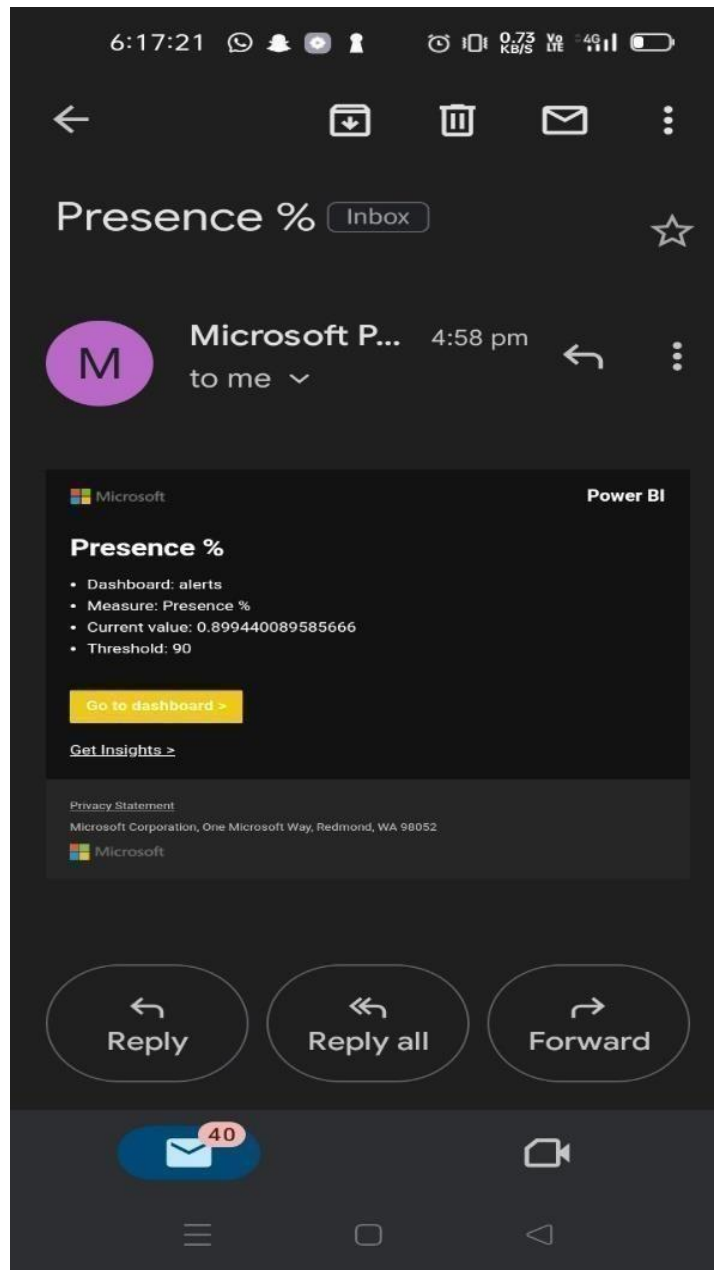 6:17:21 0.73 KB/S Vo LTE 4G
Presence % Inbox
M
Microsoft P... 4:58 pm
to me
Microsoft Power BI
Presence %
• Dashboard: alerts
• Measure: Presence %
• Current value: 0.899440089585666
• Threshold: 90
Go to dashboard >
Get Insights >
Privacy Statement
Microsoft Corporation, One Microsoft Way, Redmond, WA 98052
Microsoft
Reply Reply all Forward
40